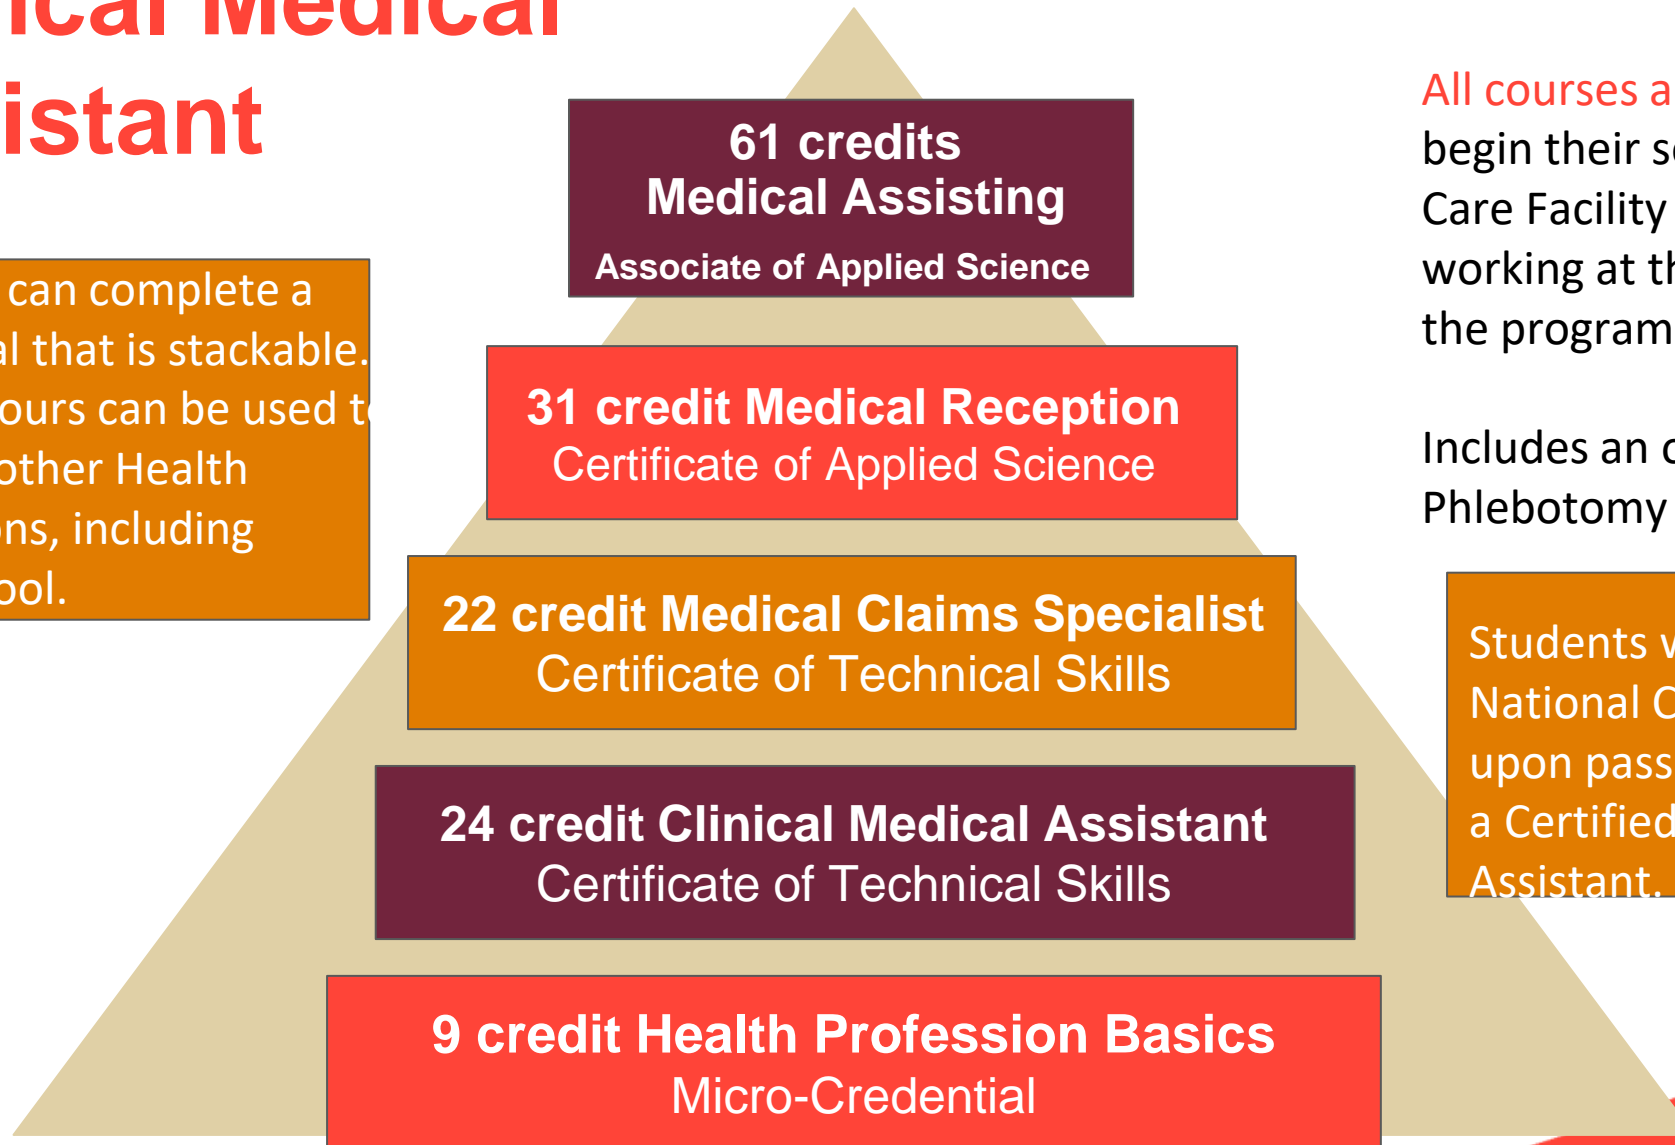 ical Medical
istant
can complete a
al that is stackable.
ours can be used to
other Health
ons, including
ool.
61 credits
Medical Assisting
Associate of Applied Science
31 credit Medical Reception
Certificate of Applied Science
22 credit Medical Claims Specialist
Certificate of Technical Skills
24 credit Clinical Medical Assistant
Certificate of Technical Skills
9 credit Health Profession Basics
Micro-Credential
All courses a
begin their s
Care Facility
working at th
the program
Includes an
Phlebotomy
Students
National C
upon pass
a Certified
Assistant.